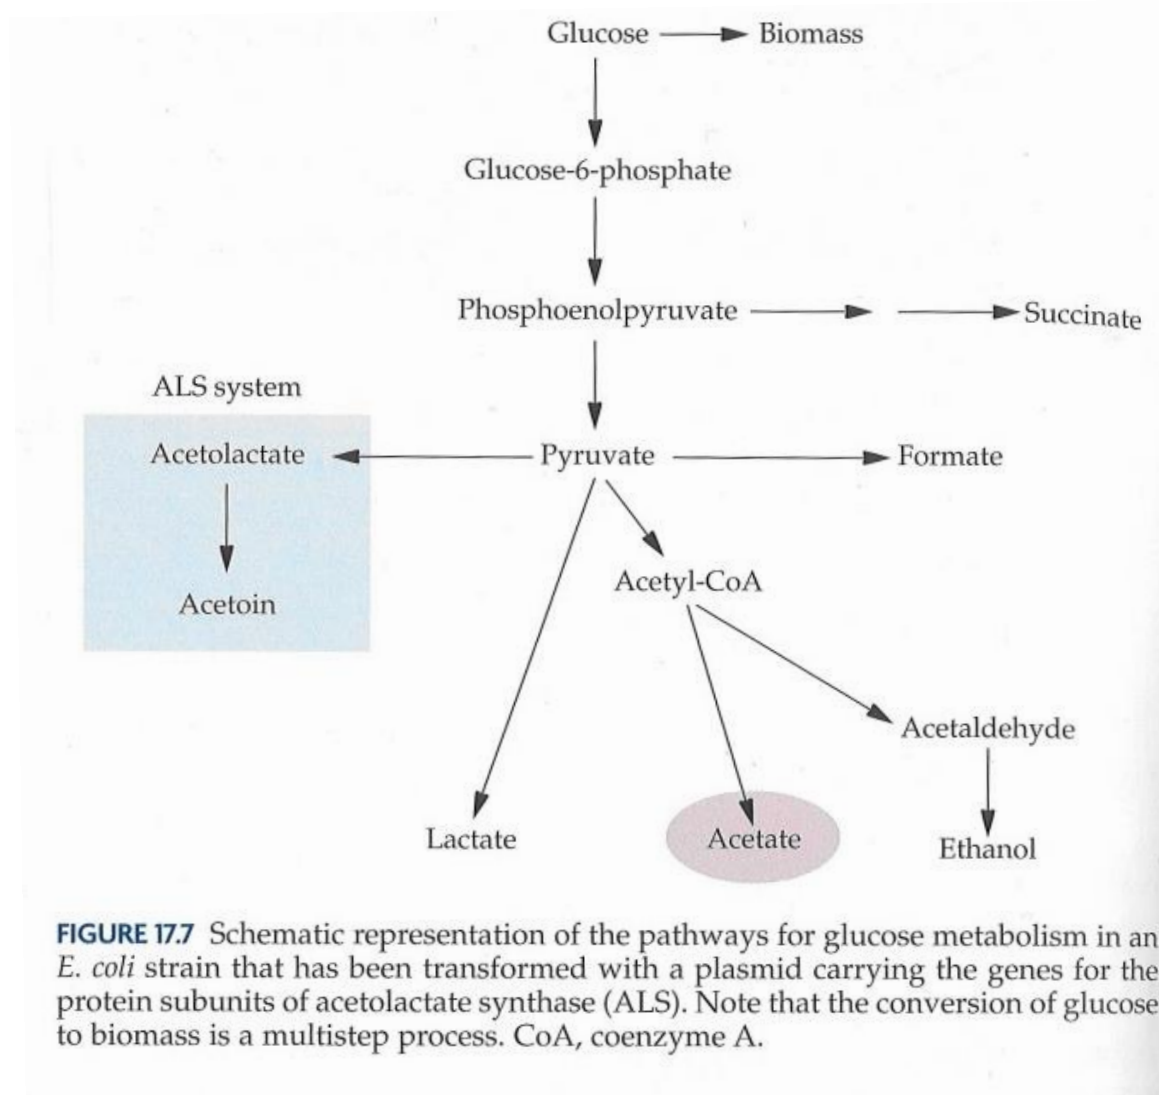 Glucose Biomass
Glucose-6-phosphate
Phosphoenolpyruvate Succinate
ALS system
Acetolactate Pyruvate Formate
Acetyl-CoA
Acetoin
Acetaldehyde
Lactate Acetate Ethanol
FIGURE 17.7 Schematic representation of the pathways for glucose metabolism in an
E. coli strain that has been transformed with a plasmid carrying the genes for the
protein subunits of acetolactate synthase (ALS). Note that the conversion of glucose
to biomass is a multistep process. CoA, coenzyme A.